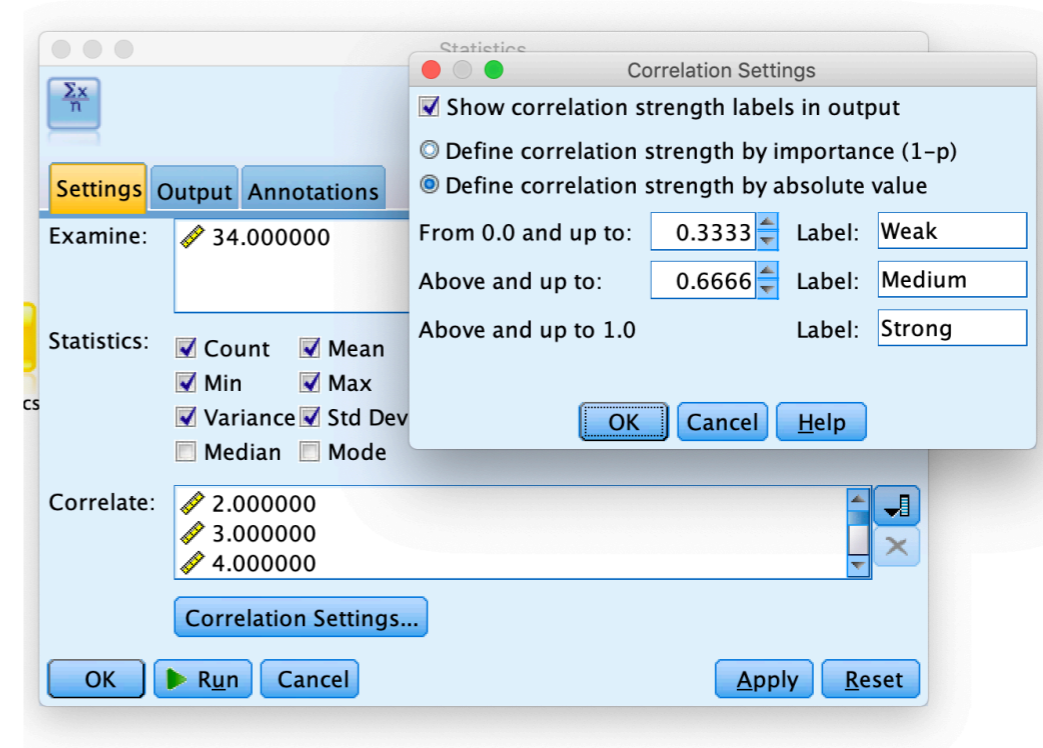 Statistics
Correlation Settings
Σx
n
Show correlation strength labels in output
Define correlation strength by importance (1-p)
Define correlation strength by absolute value
From 0.0 and up to: 0.3333 Label: Weak
Above and up to: 0.6666 Label: Medium
Above and up to 1.0 Label: Strong
OK Cancel Help
Settings Output Annotations
Examine: 34.000000
Statistics: Count Mean
Min Max
Variance Std Dev
Median Mode
cs
Correlate: 2.000000
3.000000
4.000000
Correlation Settings...
OK Run Cancel Apply Reset